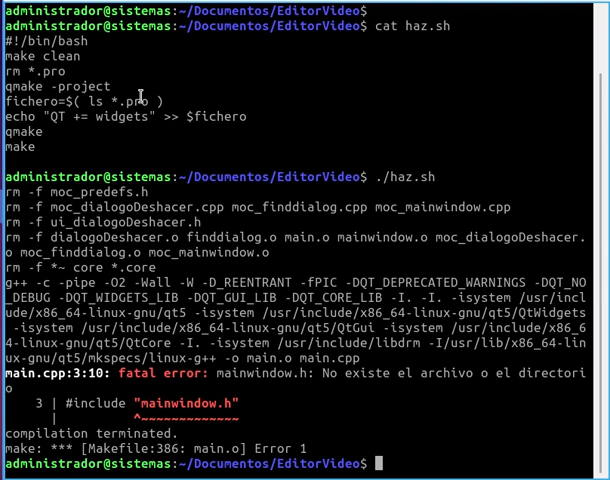 administrador@sistemas:~/Documentos/EditorVideo$
administrador@sistemas:~/Documentos/EditorVideo$ cat haz.sh
#!/bin/bash
make clean
rm *.pro
qmake -project
fichero=$( ls *.pro )
echo "QT += widgets" >> $fichero
qmake
make
administrador@sistemas:~/Documentos/EditorVideo$ ./haz.sh
rm -f moc_predefs.h
rm -f moc_dialogoDeshacer.cpp moc_finddialog.cpp moc_mainwindow.cpp
rm -f ui_dialogoDeshacer.h
rm -f dialogoDeshacer.o finddialog.o main.o mainwindow.o moc_dialogoDeshacer.
o moc_finddialog.o moc_mainwindow.o
rm -f *~ core *.core
g++ -c -pipe -O2 -Wall -W -D_REENTRANT -fPIC -DQT_DEPRECATED_WARNINGS -DQT_NO
_DEBUG -DQT_WIDGETS_LIB -DQT_GUI_LIB -DQT_CORE_LIB -I. -I. -isystem /usr/incl
ude/x86_64-linux-gnu/qt5 -isystem /usr/include/x86_64-linux-gnu/qt5/QtWidgets
 -isystem /usr/include/x86_64-linux-gnu/qt5/QtGui -isystem /usr/include/x86_6
4-linux-gnu/qt5/QtCore -I. -isystem /usr/include/libdrm -I/usr/lib/x86_64-lin
ux-gnu/qt5/mkspecs/linux-g++ -o main.o main.cpp
main.cpp:3:10: fatal error: mainwindow.h: No existe el archivo o el directori
o
    3 | #include "mainwindow.h"
      |          ^~~~~~~~~~~~~~
compilation terminated.
make: *** [Makefile:386: main.o] Error 1
administrador@sistemas:~/Documentos/EditorVideo$